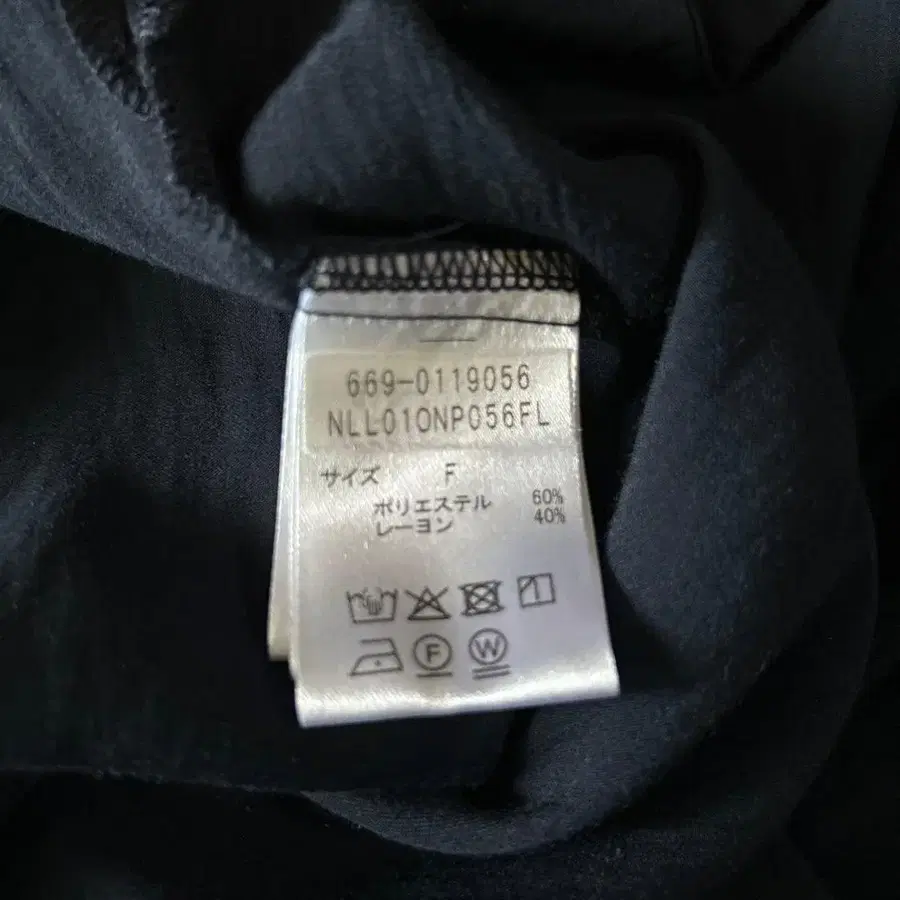 669-0119056
NLL010NP056FL
サイズ F
ポリエステル 60%
レーヨン 40%
F W